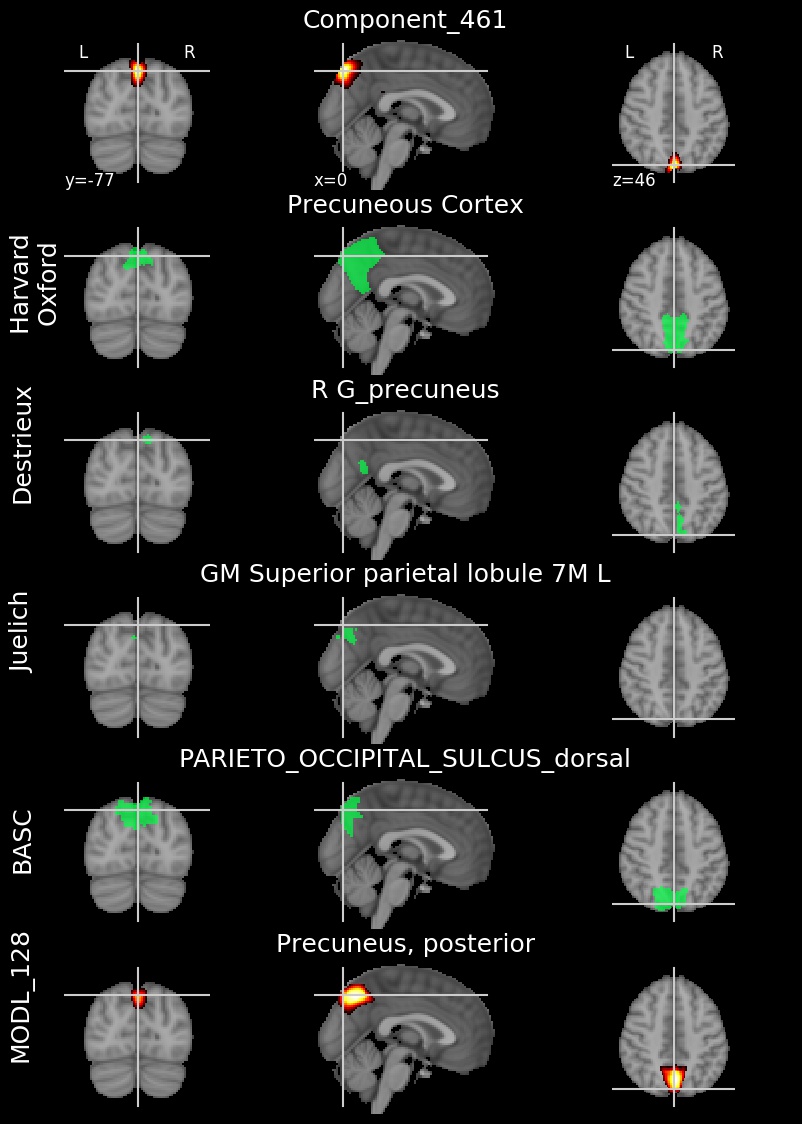 Component_461
L R
L R
y=-77
x=0
z=46
Precuneous Cortex
Harvard
Oxford
R G_precuneus
Destrieux
GM Superior parietal lobule 7M L
Juelich
PARIETO_OCCIPITAL_SULCUS_dorsal
BASC
Precuneus, posterior
MODL_128